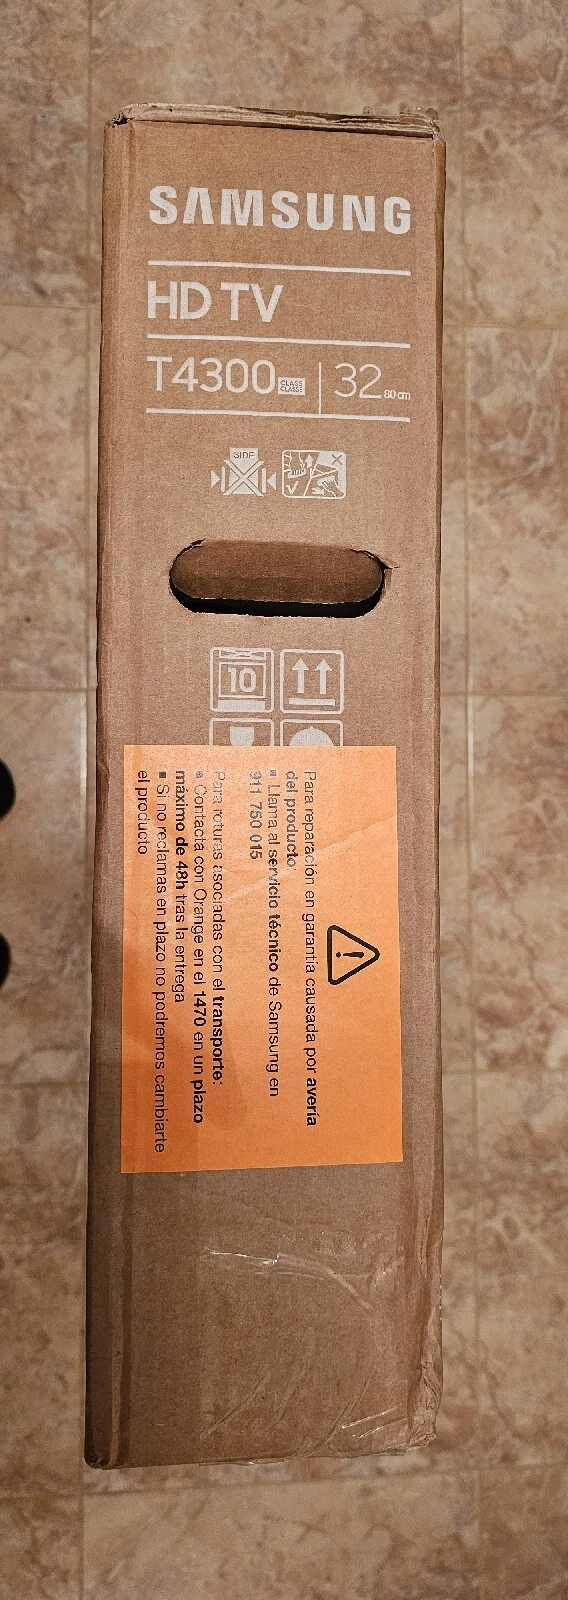 SAMSUNG
HD TV
T4300 CLASS CLASSE 32 80 cm
SIDE
10
Para reparación en garantía causada por avería
del producto:
▪ Llama al servicio técnico de Samsung en
911 750 015
Para roturas asociadas con el transporte:
▪ Contacta con Orange en el 1470 en un plazo
máximo de 48h tras la entrega
▪ Si no reclamas en plazo no podremos cambiarte
el producto